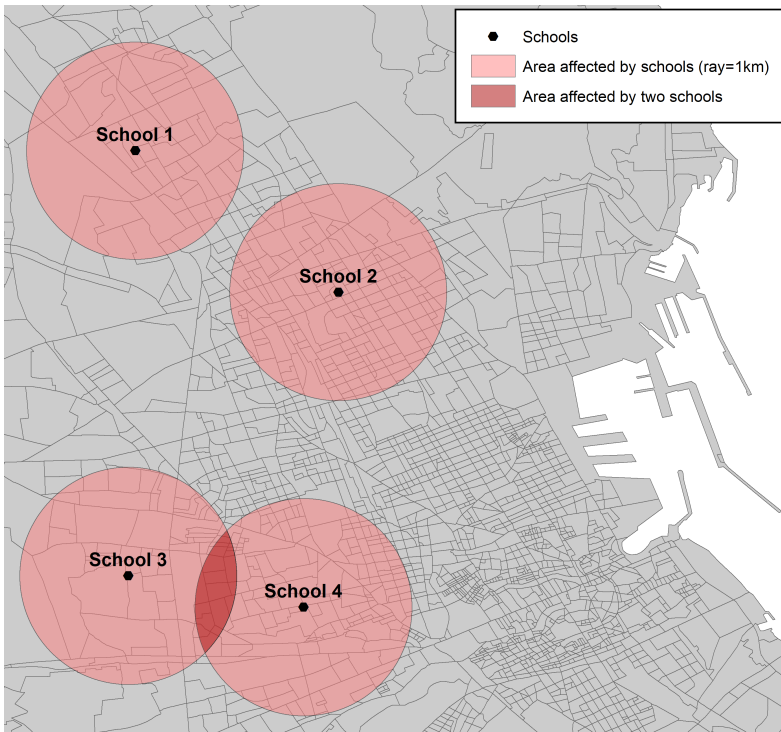 Schools
Area affected by schools (ray=1km)
Area affected by two schools
School 1
School 2
School 3
School 4